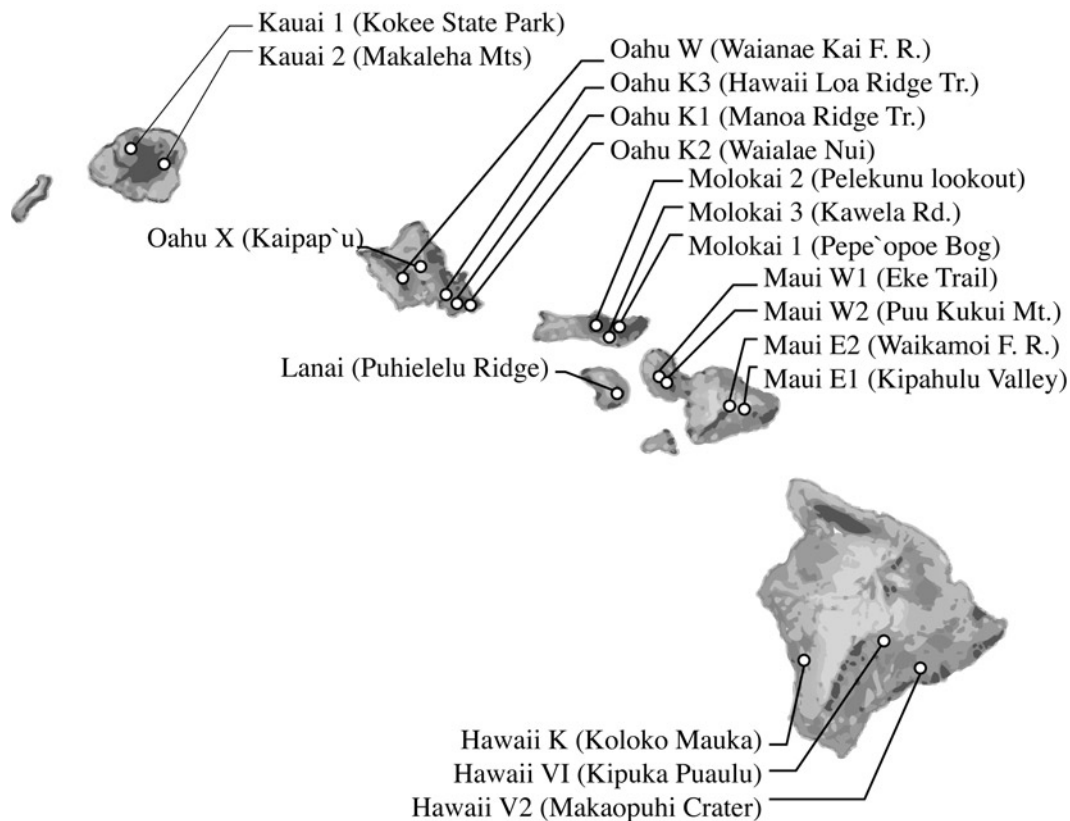 Kauai 1 (Kokee State Park)
Kauai 2 (Makaleha Mts)
Oahu W (Waianae Kai F. R.)
Oahu K3 (Hawaii Loa Ridge Tr.)
Oahu K1 (Manoa Ridge Tr.)
Oahu K2 (Waialae Nui)
Molokai 2 (Pelekunu lookout)
Molokai 3 (Kawela Rd.)
Oahu X (Kaipap`u)
Molokai 1 (Pepe`opoe Bog)
Maui W1 (Eke Trail)
Maui W2 (Puu Kukui Mt.)
Maui E2 (Waikamoi F. R.)
Lanai (Puhielelu Ridge)
Maui E1 (Kipahulu Valley)
Hawaii K (Koloko Mauka)
Hawaii VI (Kipuka Puaulu)
Hawaii V2 (Makaopuhi Crater)